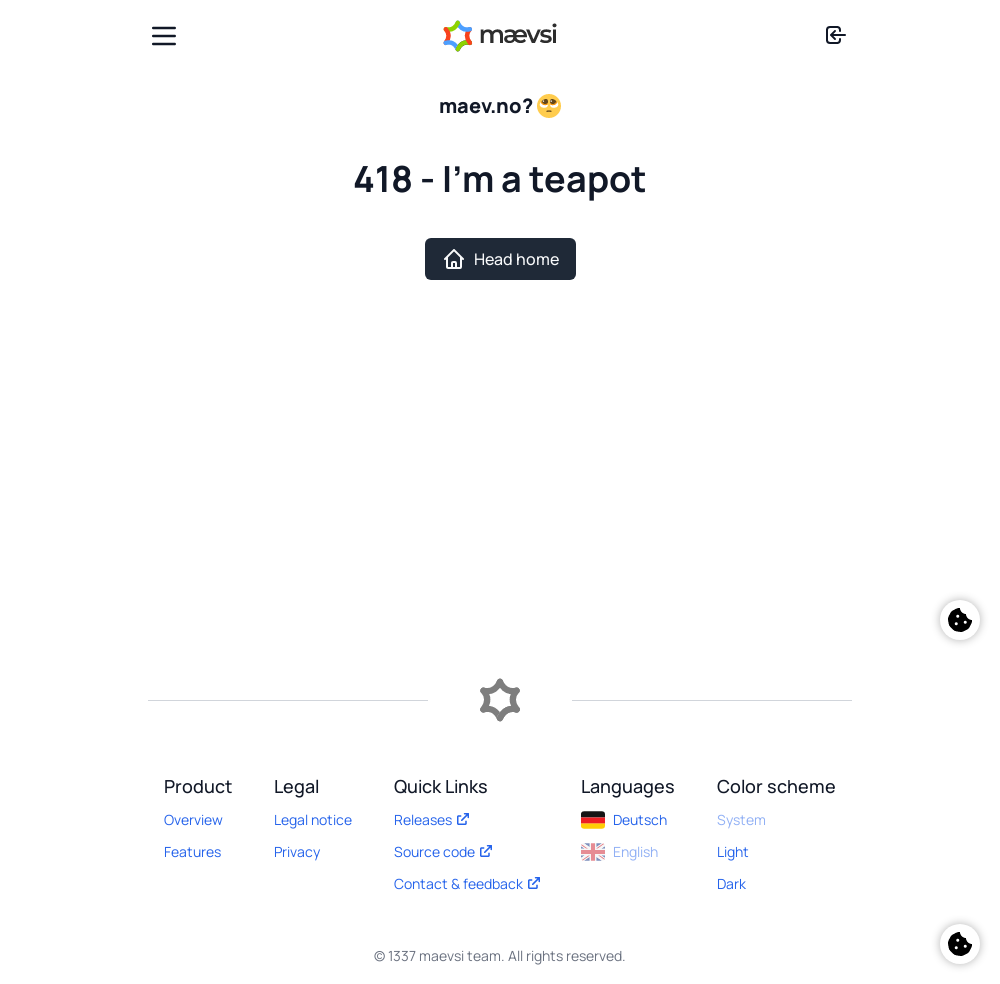 mævsi
maev.no? 🙄
418 - I'm a teapot
Head home
Product
Overview
Features
Legal
Legal notice
Privacy
Quick Links
Releases
Source code
Contact & feedback
Languages
Deutsch
English
Color scheme
System
Light
Dark
© 1337 maevsi team. All rights reserved.